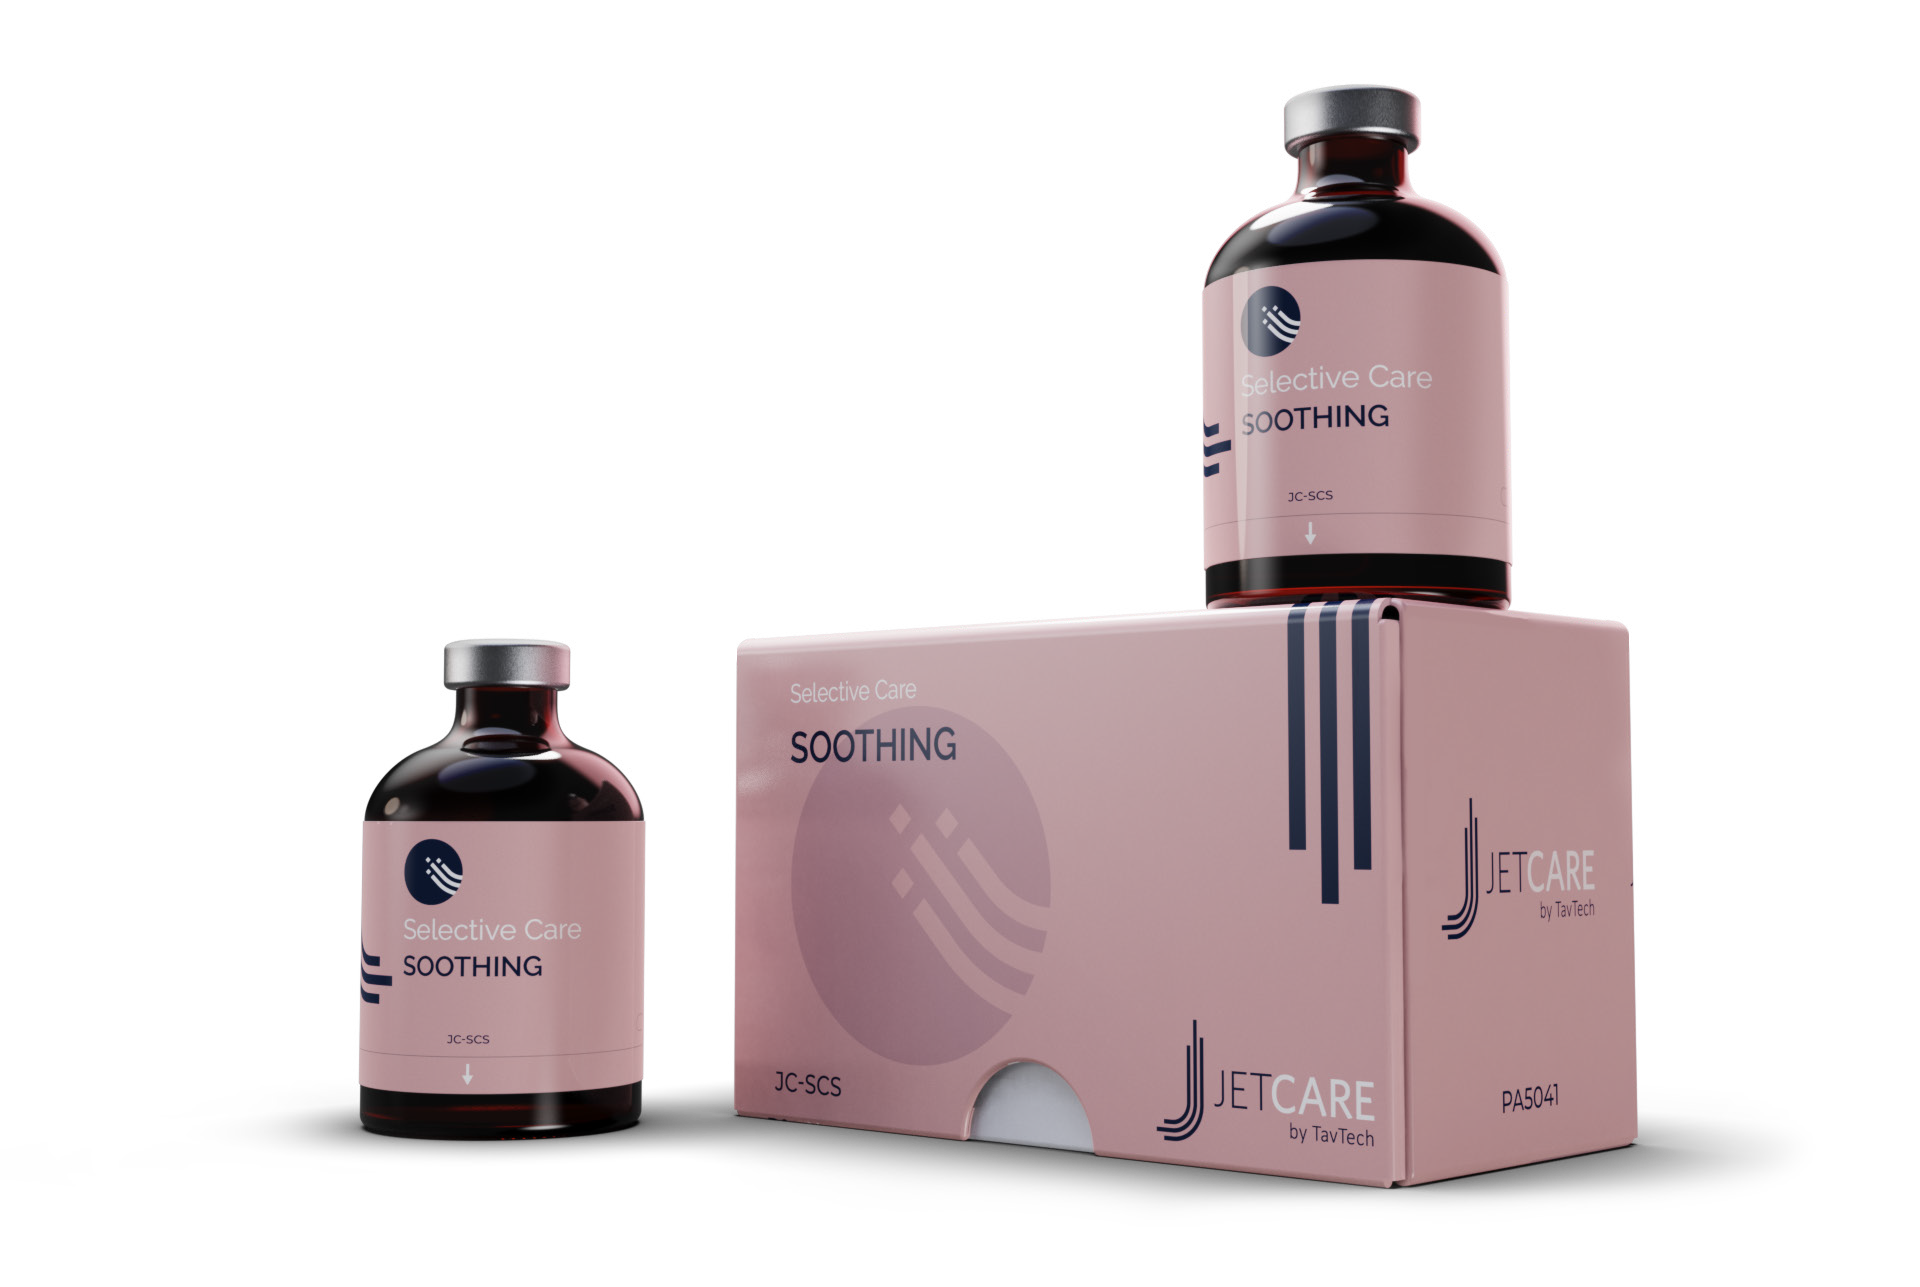 Selective Care
SOOTHING
JC-SCS
Selective Care
SOOTHING
JC-SCS
JETCARE
by TavTech
JETCARE
by TavTech
PA5041
Selective Care
SOOTHING
JC-SCS